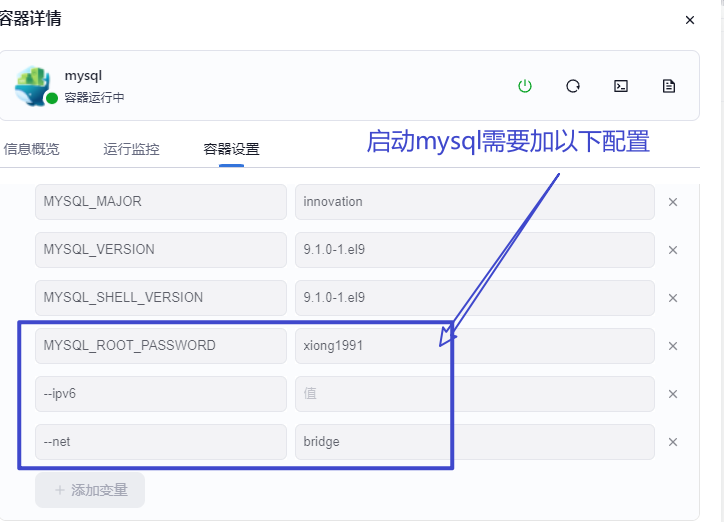 容器详情
mysql
容器运行中
信息概览 运行监控 容器设置
启动mysql需要加以下配置
MYSQL_MAJOR innovation
MYSQL_VERSION 9.1.0-1.el9
MYSQL_SHELL_VERSION 9.1.0-1.el9
MYSQL_ROOT_PASSWORD xiong1991
--ipv6 值
--net bridge
+ 添加变量